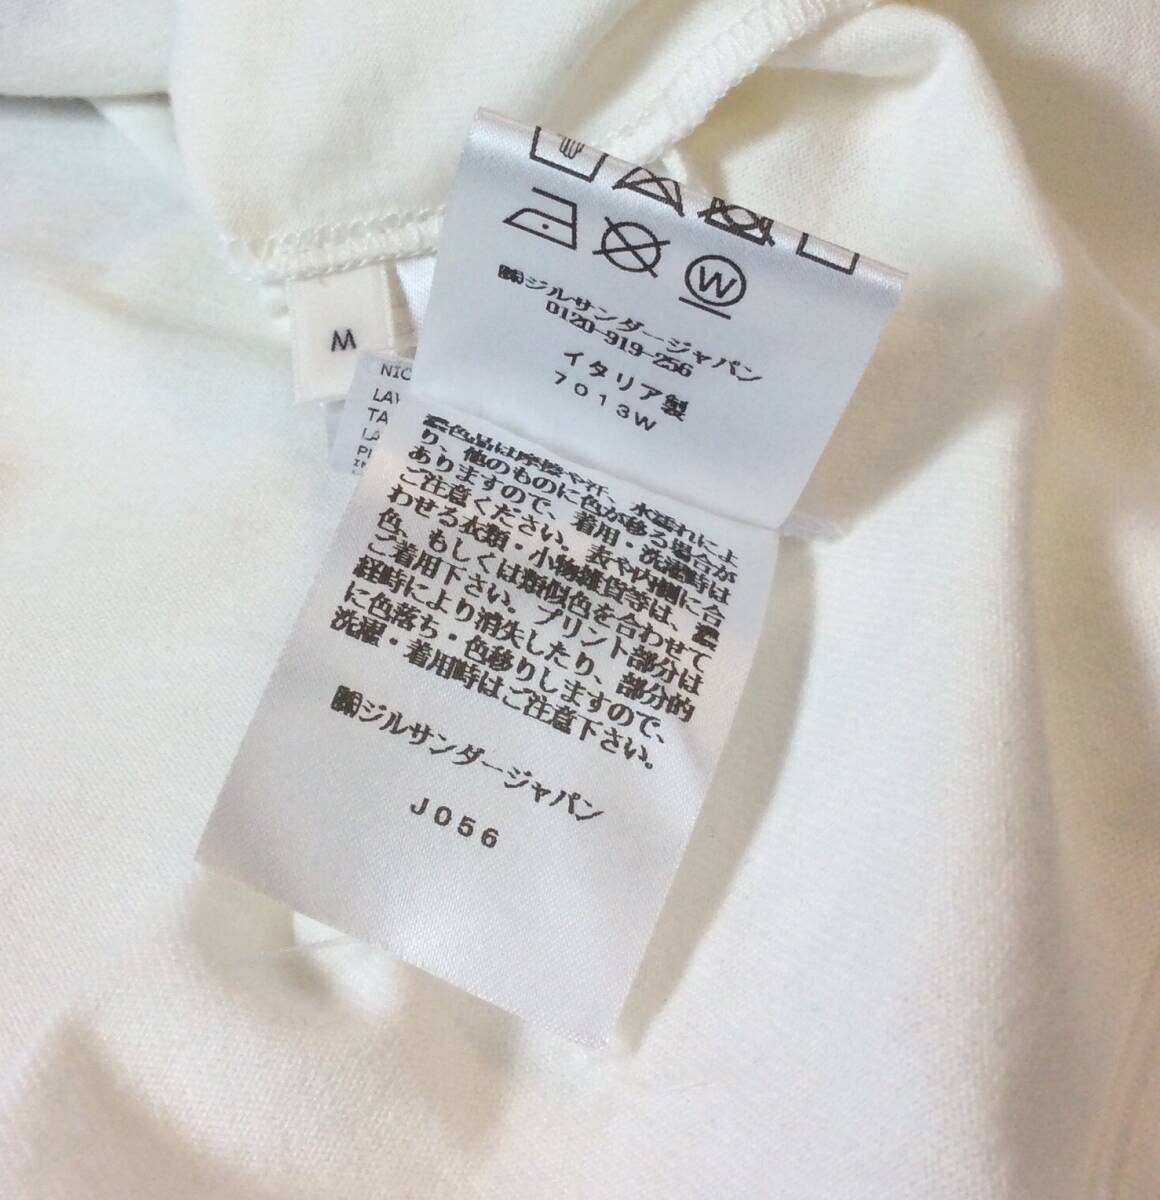 W
㈱ジルサンダージャパン
0120-919-256
イタリア製
7013W
M
NIC
LAV
TA
LA
濃色品は摩擦や汗、水濡れによ
り、他のものに色が移る場合が
ありますので、着用・洗濯時は
ご注意ください。表や内側に合
わせる衣類・小物雑貨等は、濃
色、もしくは類似色を合わせて
ご着用下さい。プリント部分は
経時により消失したり、部分的
に色落ち・色移りしますので、
洗濯・着用時はご注意下さい。
㈱ジルサンダージャパン
J056